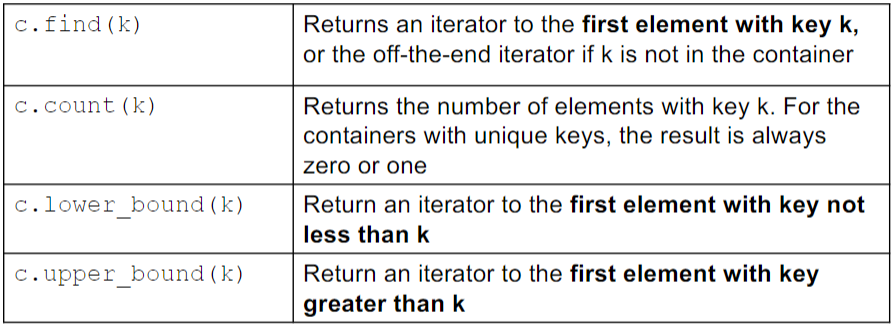 c.find(k)
Returns an iterator to the first element with key k,
or the off-the-end iterator if k is not in the container
c.count(k)
Returns the number of elements with key k. For the
containers with unique keys, the result is always
zero or one
c.lower_bound(k)
Return an iterator to the first element with key not
less than k
c.upper_bound(k)
Return an iterator to the first element with key
greater than k